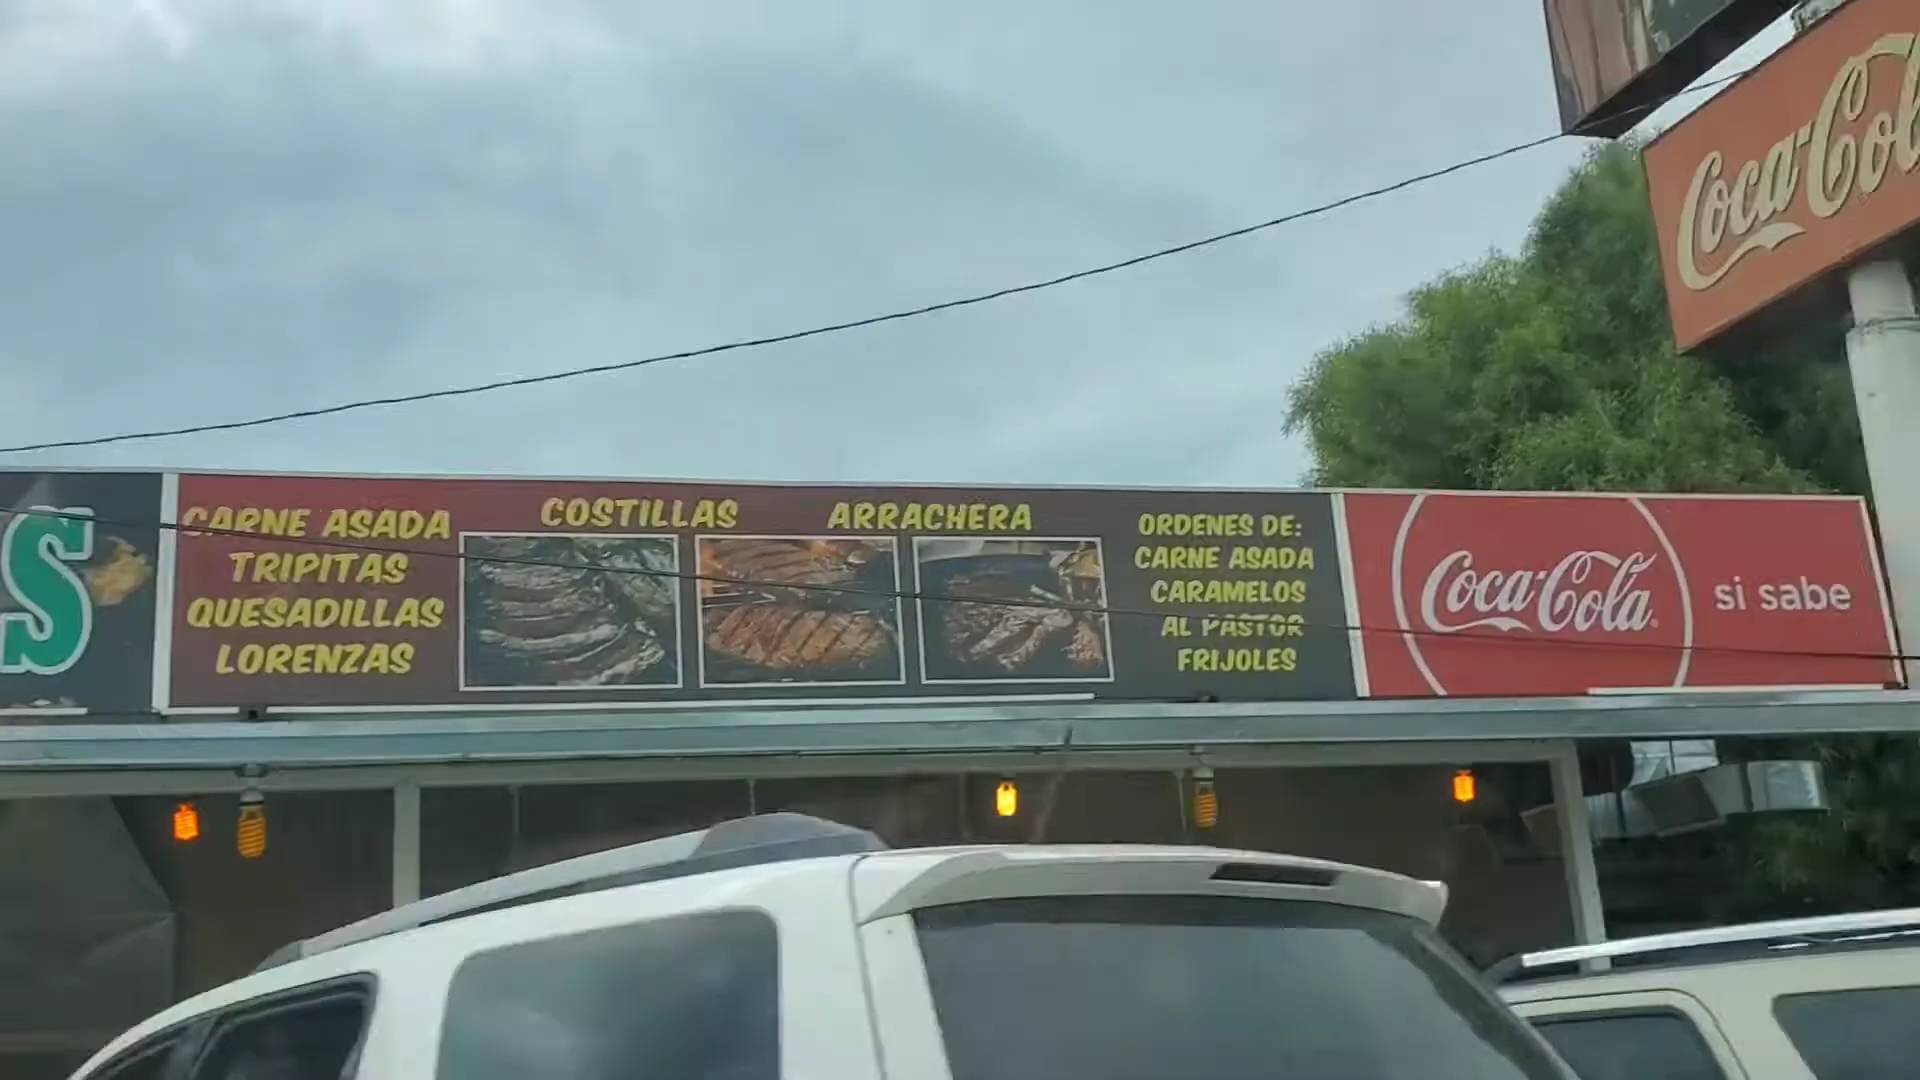 S
CARNE ASADA
TRIPITAS
QUESADILLAS
LORENZAS
COSTILLAS
ARRACHERA
ORDENES DE:
CARNE ASADA
CARAMELOS
AL PASTOR
FRIJOLES
Coca-Cola
si sabe
Coca-Col